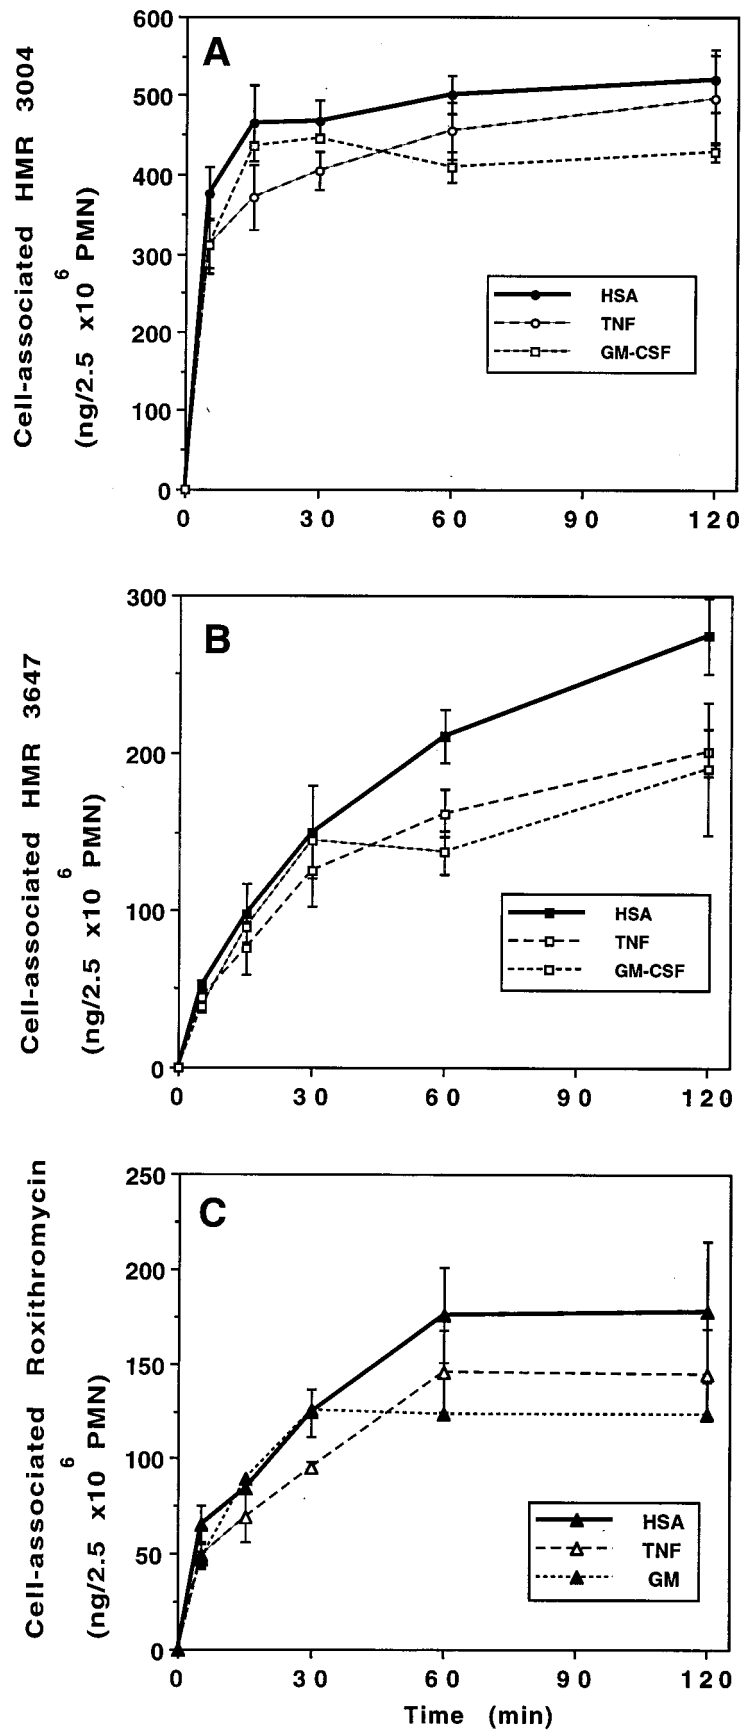 A
Cell-associated HMR 3004
(ng/2.5 x10 6 PMN)
600
500
400
300
200
100
0
HSA
TNF
GM-CSF
0 30 60 90 120
B
Cell-associated HMR 3647
(ng/2.5 x10 6 PMN)
300
200
100
0
HSA
TNF
GM-CSF
0 30 60 90 120
C
Cell-associated Roxithromycin
(ng/2.5 x10 6 PMN)
250
200
150
100
50
0
HSA
TNF
GM
0 30 60 90 120
Time (min)